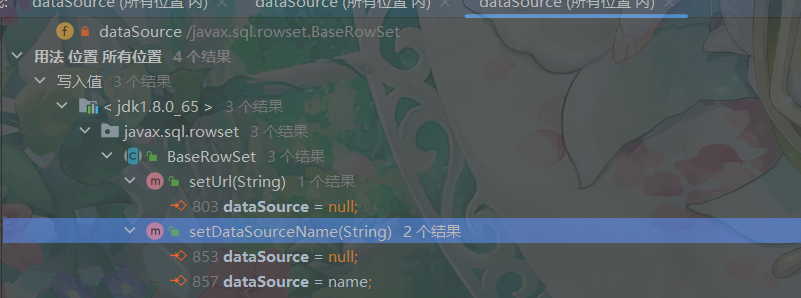 dataSource (所有位置 内) × dataSource (所有位置 内) × dataSource (所有位置 内) ×
f dataSource /javax.sql.rowset.BaseRowSet
用法 位置 所有位置 4 个结果
写入值 3 个结果
< jdk1.8.0_65 > 3 个结果
javax.sql.rowset 3 个结果
C BaseRowSet 3 个结果
m setUrl(String) 1 个结果
803 dataSource = null;
m setDataSourceName(String) 2 个结果
853 dataSource = null;
857 dataSource = name;